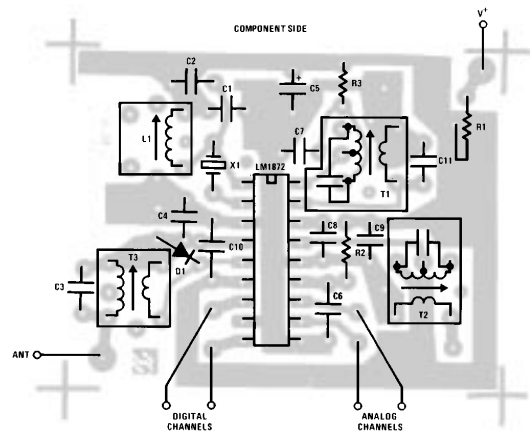 COMPONENT SIDE
V+
C2
C1
+
C5
R3
R1
L1
X1
C7
LM1872
T1
C11
C4
C10
C8
R2
C9
D1
T3
C3
C6
T2
ANT
DIGITAL
CHANNELS
ANALOG
CHANNELS